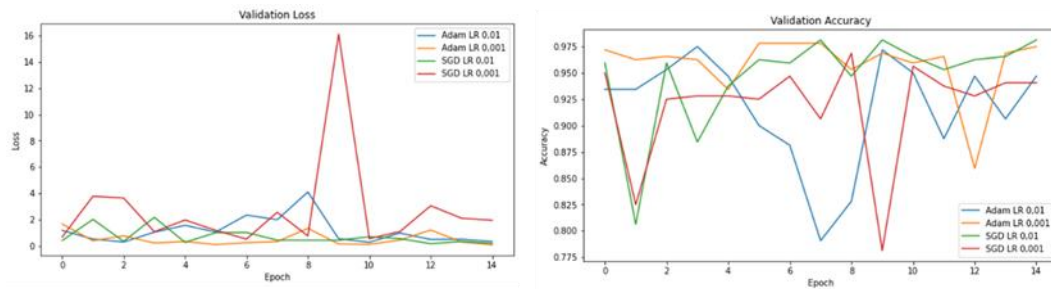 Validation Loss
16
14
12
10
8
6
4
2
0
Loss
0 2 4 6 8 10 12 14
Epoch
Adam LR 0,01
Adam LR 0,001
SGD LR 0,01
SGD LR 0,001
Validation Accuracy
0.975
0.950
0.925
0.900
0.875
0.850
0.825
0.800
0.775
Accuracy
0 2 4 6 8 10 12 14
Epoch
Adam LR 0,01
Adam LR 0,001
SGD LR 0,01
SGD LR 0,001